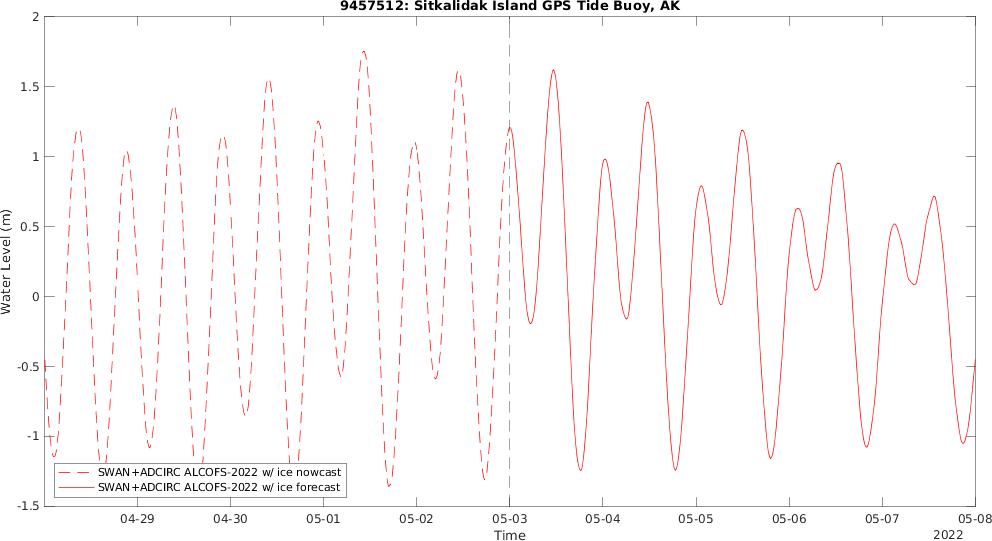 9457512: Sitkalidak Island GPS Tide Buoy, AK
2
1.5
1
0.5
0
-0.5
-1
-1.5
Water Level (m)
SWAN+ADCIRC ALCOFS-2022 w/ ice nowcast
SWAN+ADCIRC ALCOFS-2022 w/ ice forecast
04-29 04-30 05-01 05-02 05-03 05-04 05-05 05-06 05-07 05-08
Time
2022